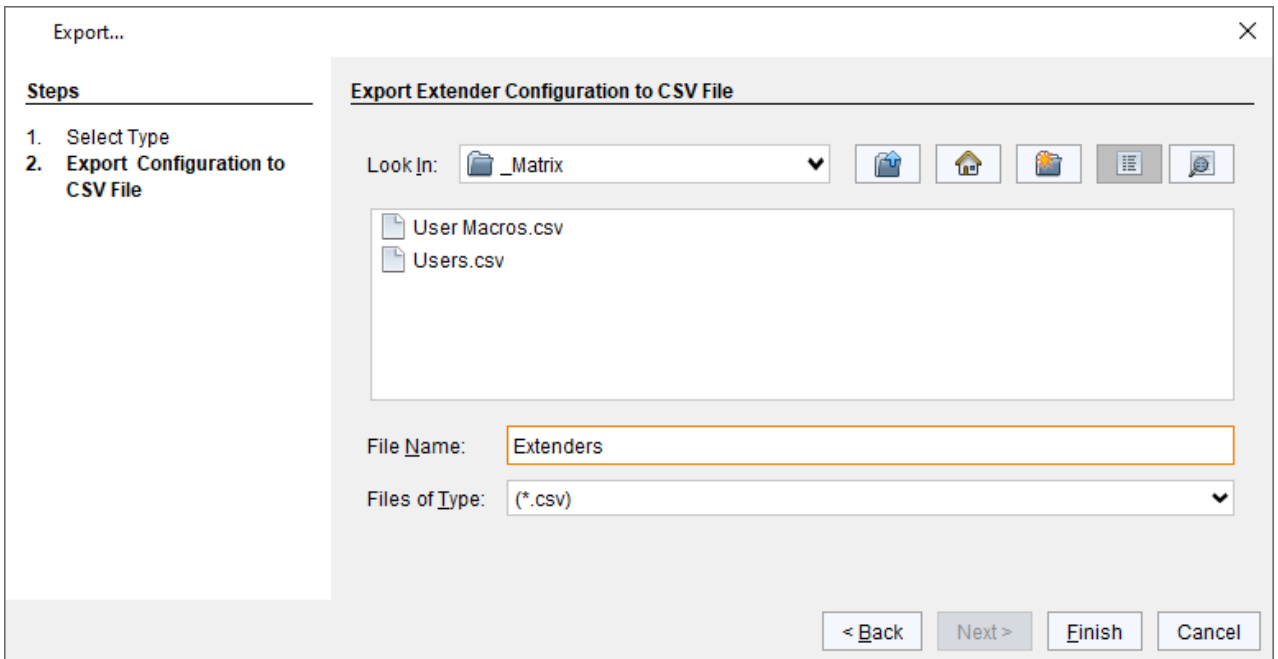 Export...
Steps
1. Select Type
2. Export Configuration to
CSV File
Export Extender Configuration to CSV File
Look In: _Matrix
User Macros.csv
Users.csv
File Name: Extenders
Files of Type: (*.csv)
< Back Next > Finish Cancel